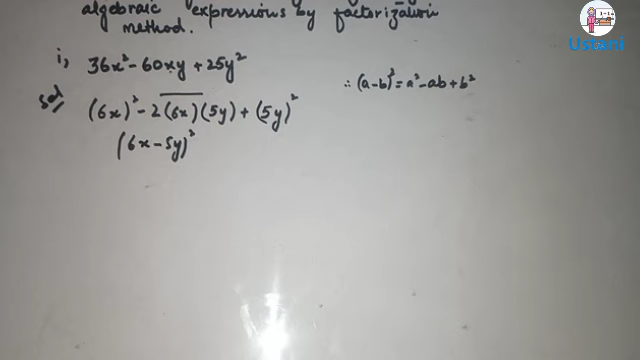 algebraic expressions by factorization
method.
i, 36x² - 60xy + 25y²
Sol
(6x)² - 2(6x)(5y) + (5y)²
∴ (a-b)² = a² - ab + b²
(6x - 5y)²
Ustani